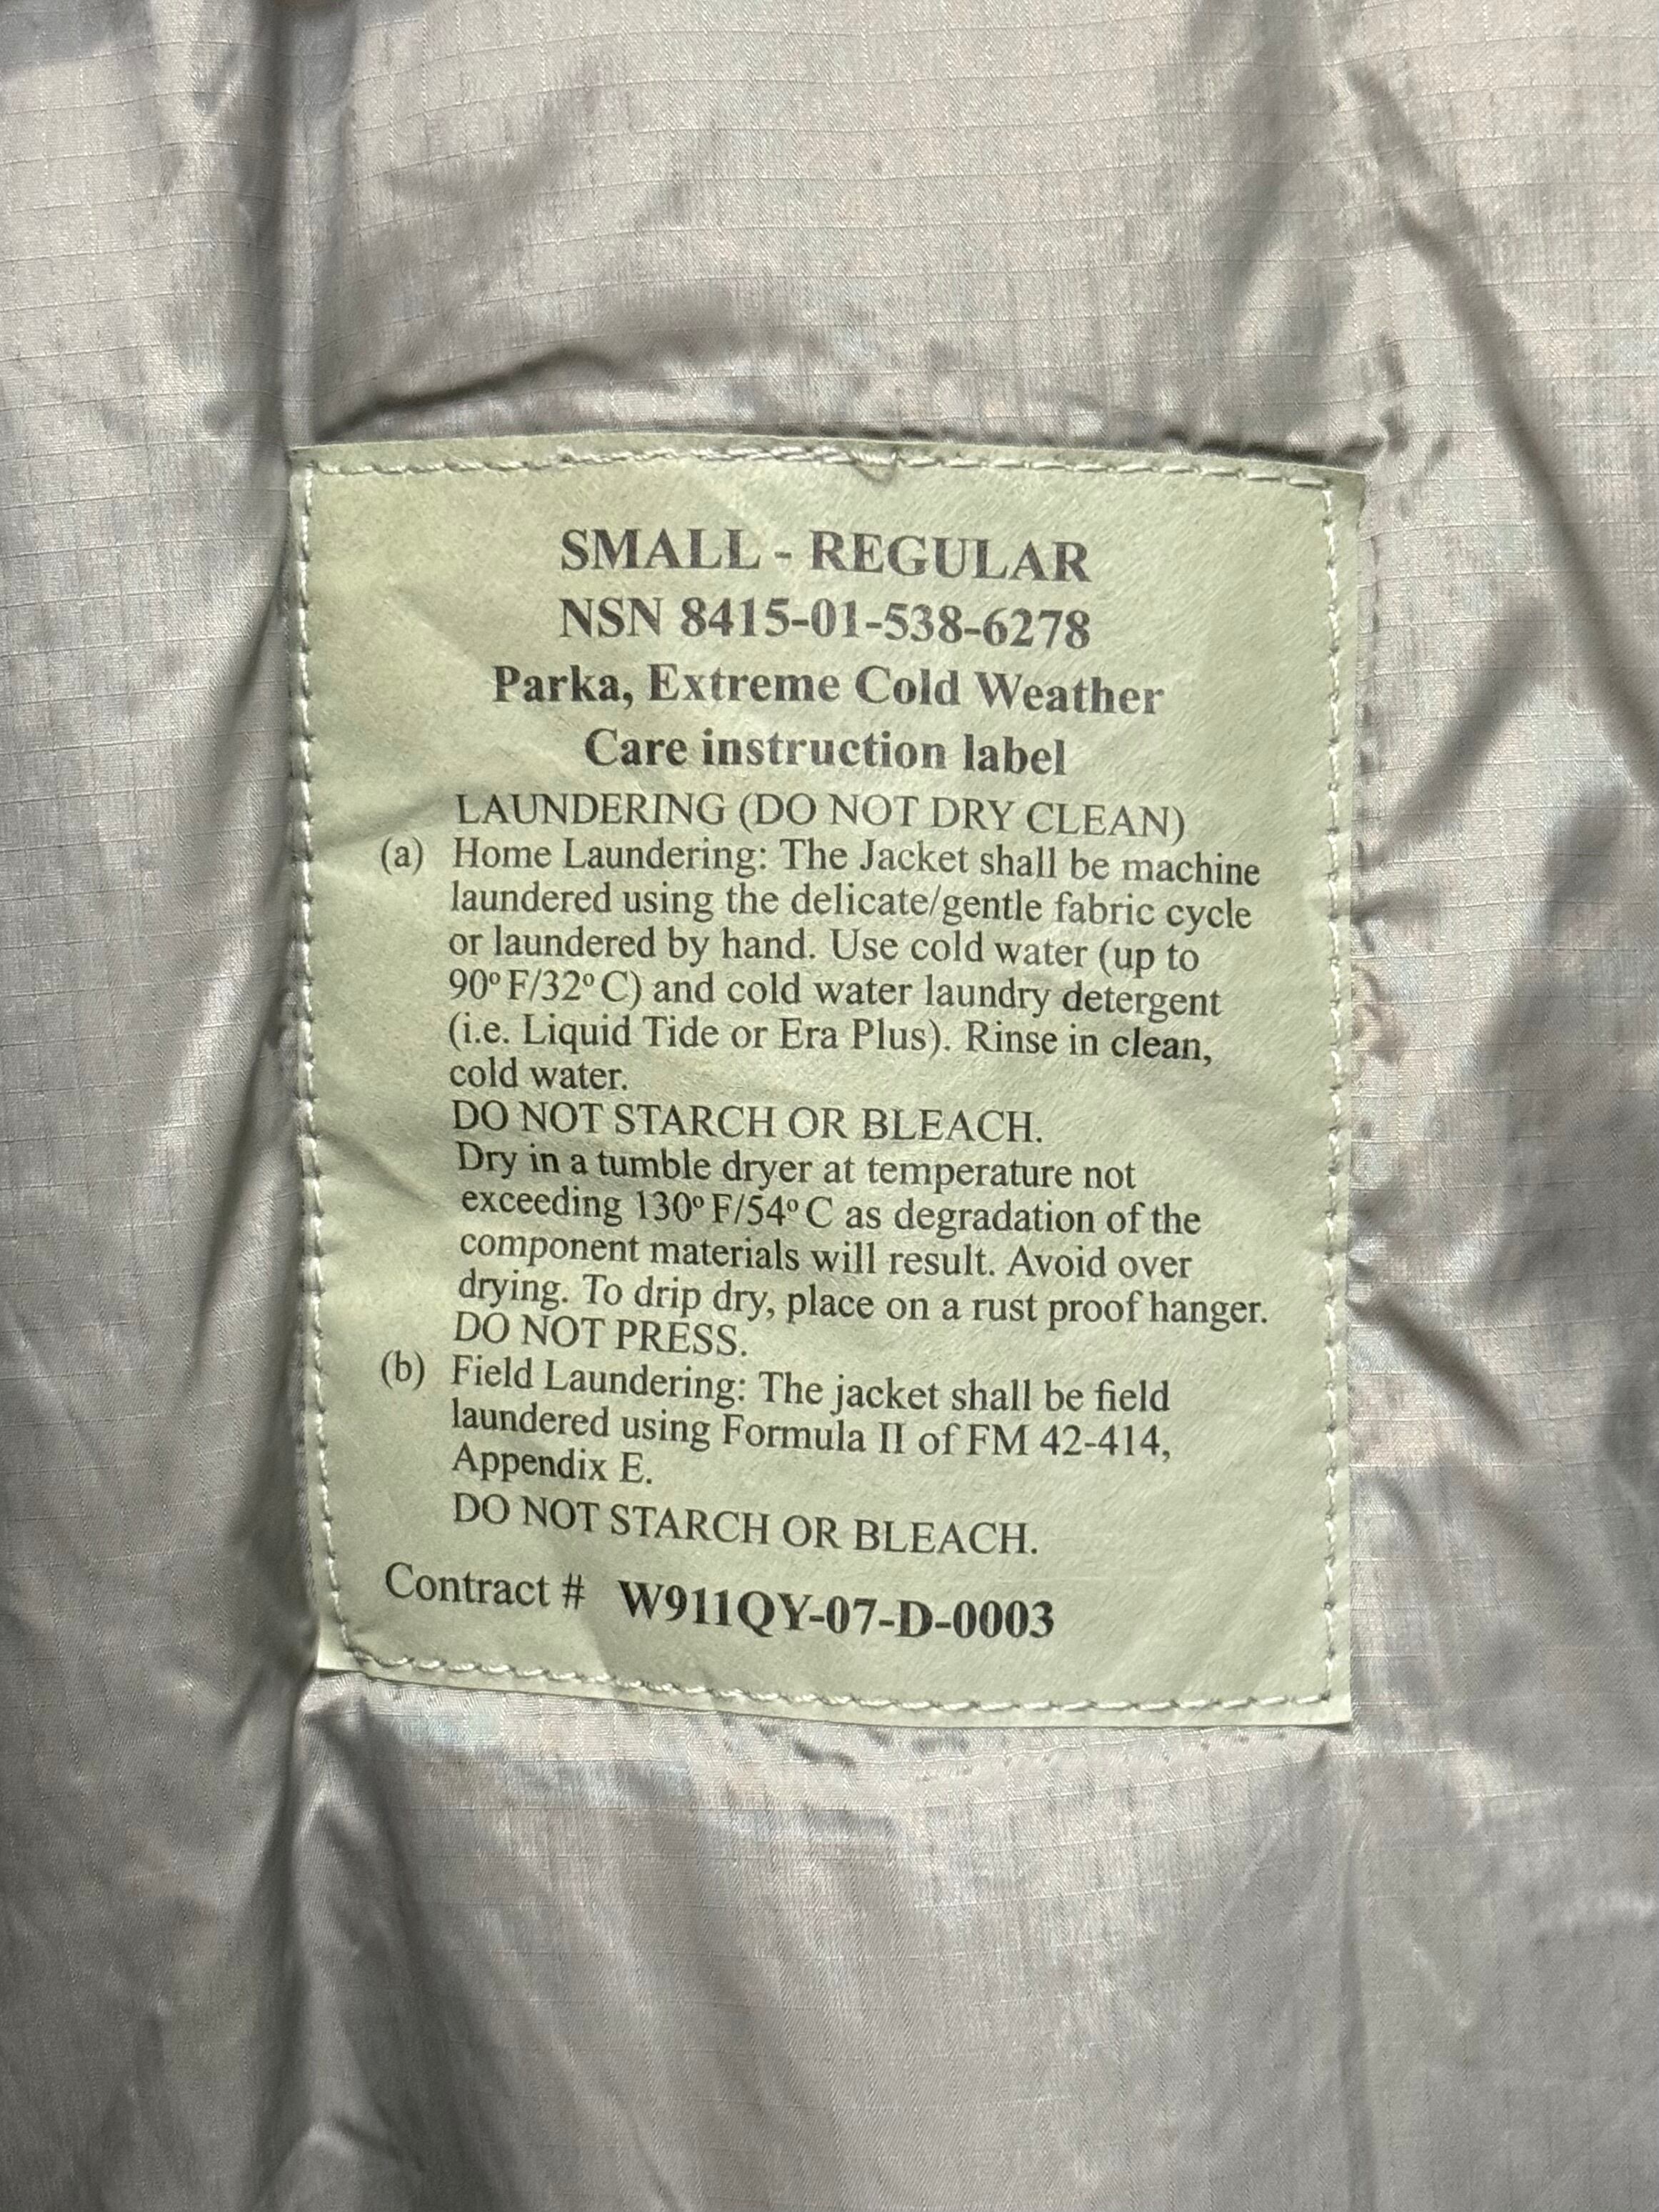 SMALL - REGULAR
NSN 8415-01-538-6278
Parka, Extreme Cold Weather
Care instruction label
LAUNDERING (DO NOT DRY CLEAN)
(a) Home Laundering: The Jacket shall be machine
laundered using the delicate/gentle fabric cycle
or laundered by hand. Use cold water (up to
90º F/32º C) and cold water laundry detergent
(i.e. Liquid Tide or Era Plus). Rinse in clean,
cold water.
DO NOT STARCH OR BLEACH.
Dry in a tumble dryer at temperature not
exceeding 130º F/54º C as degradation of the
component materials will result. Avoid over
drying. To drip dry, place on a rust proof hanger.
DO NOT PRESS.
(b) Field Laundering: The jacket shall be field
laundered using Formula II of FM 42-414,
Appendix E.
DO NOT STARCH OR BLEACH.
Contract # W911QY-07-D-0003